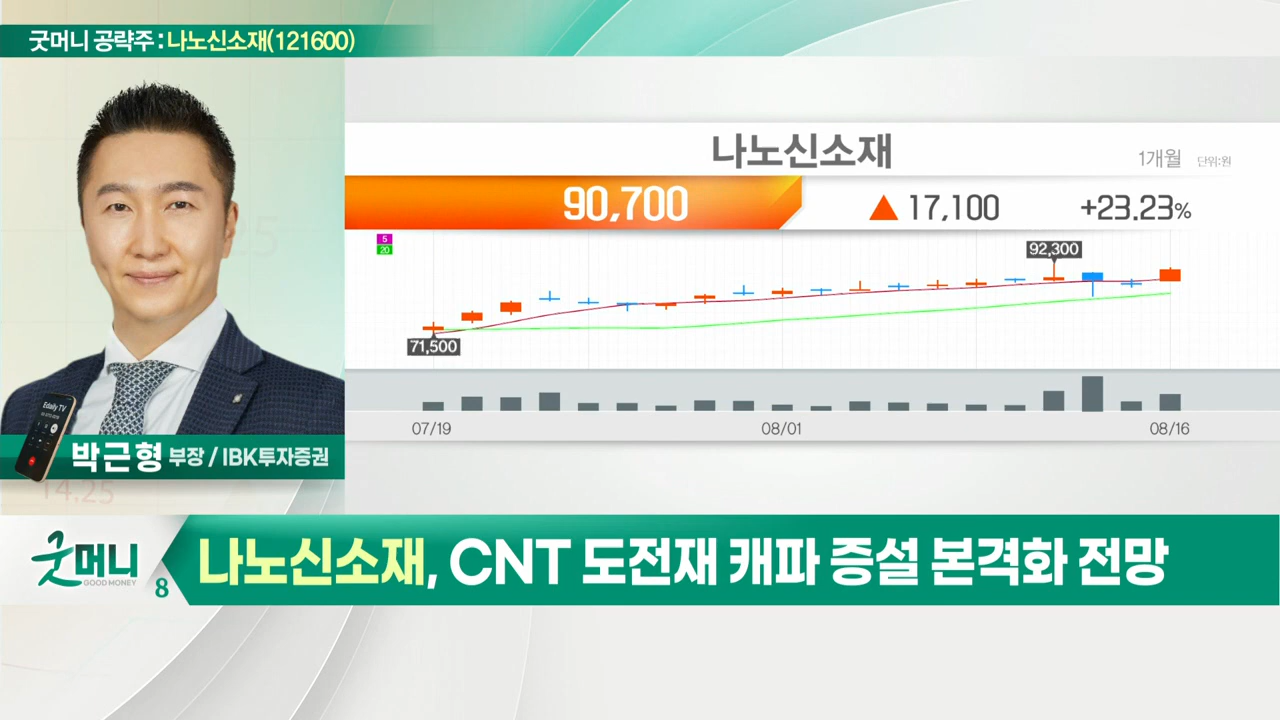 굿머니 공략주 : 나노신소재(121600)
나노신소재
1개월 단위:원
90,700 ▲ 17,100 +23.23%
5
20
92,300
71,500
07/19 08/01 08/16
Edaily TV
박근형 부장 / IBK투자증권
14.25
굿머니
GOOD MONEY
8
나노신소재, CNT 도전재 캐파 증설 본격화 전망